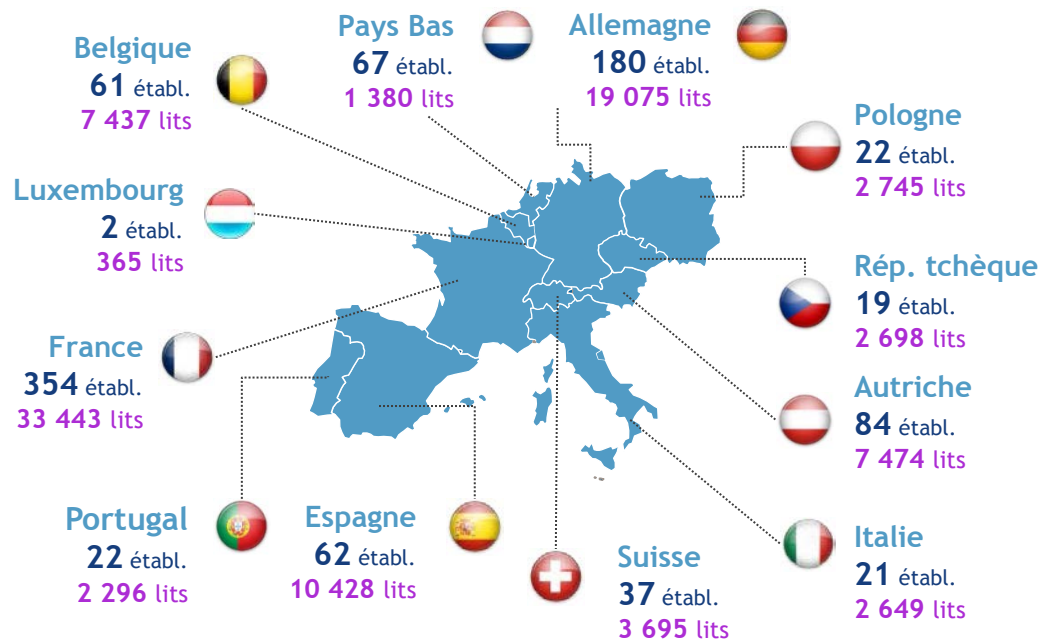 Belgique
61 établ.
7 437 lits
Pays Bas
67 établ.
1 380 lits
Allemagne
180 établ.
19 075 lits
Pologne
22 établ.
2 745 lits
Luxembourg
2 établ.
365 lits
Rép. tchèque
19 établ.
2 698 lits
France
354 établ.
33 443 lits
Autriche
84 établ.
7 474 lits
Portugal
22 établ.
2 296 lits
Espagne
62 établ.
10 428 lits
Suisse
37 établ.
3 695 lits
Italie
21 établ.
2 649 lits